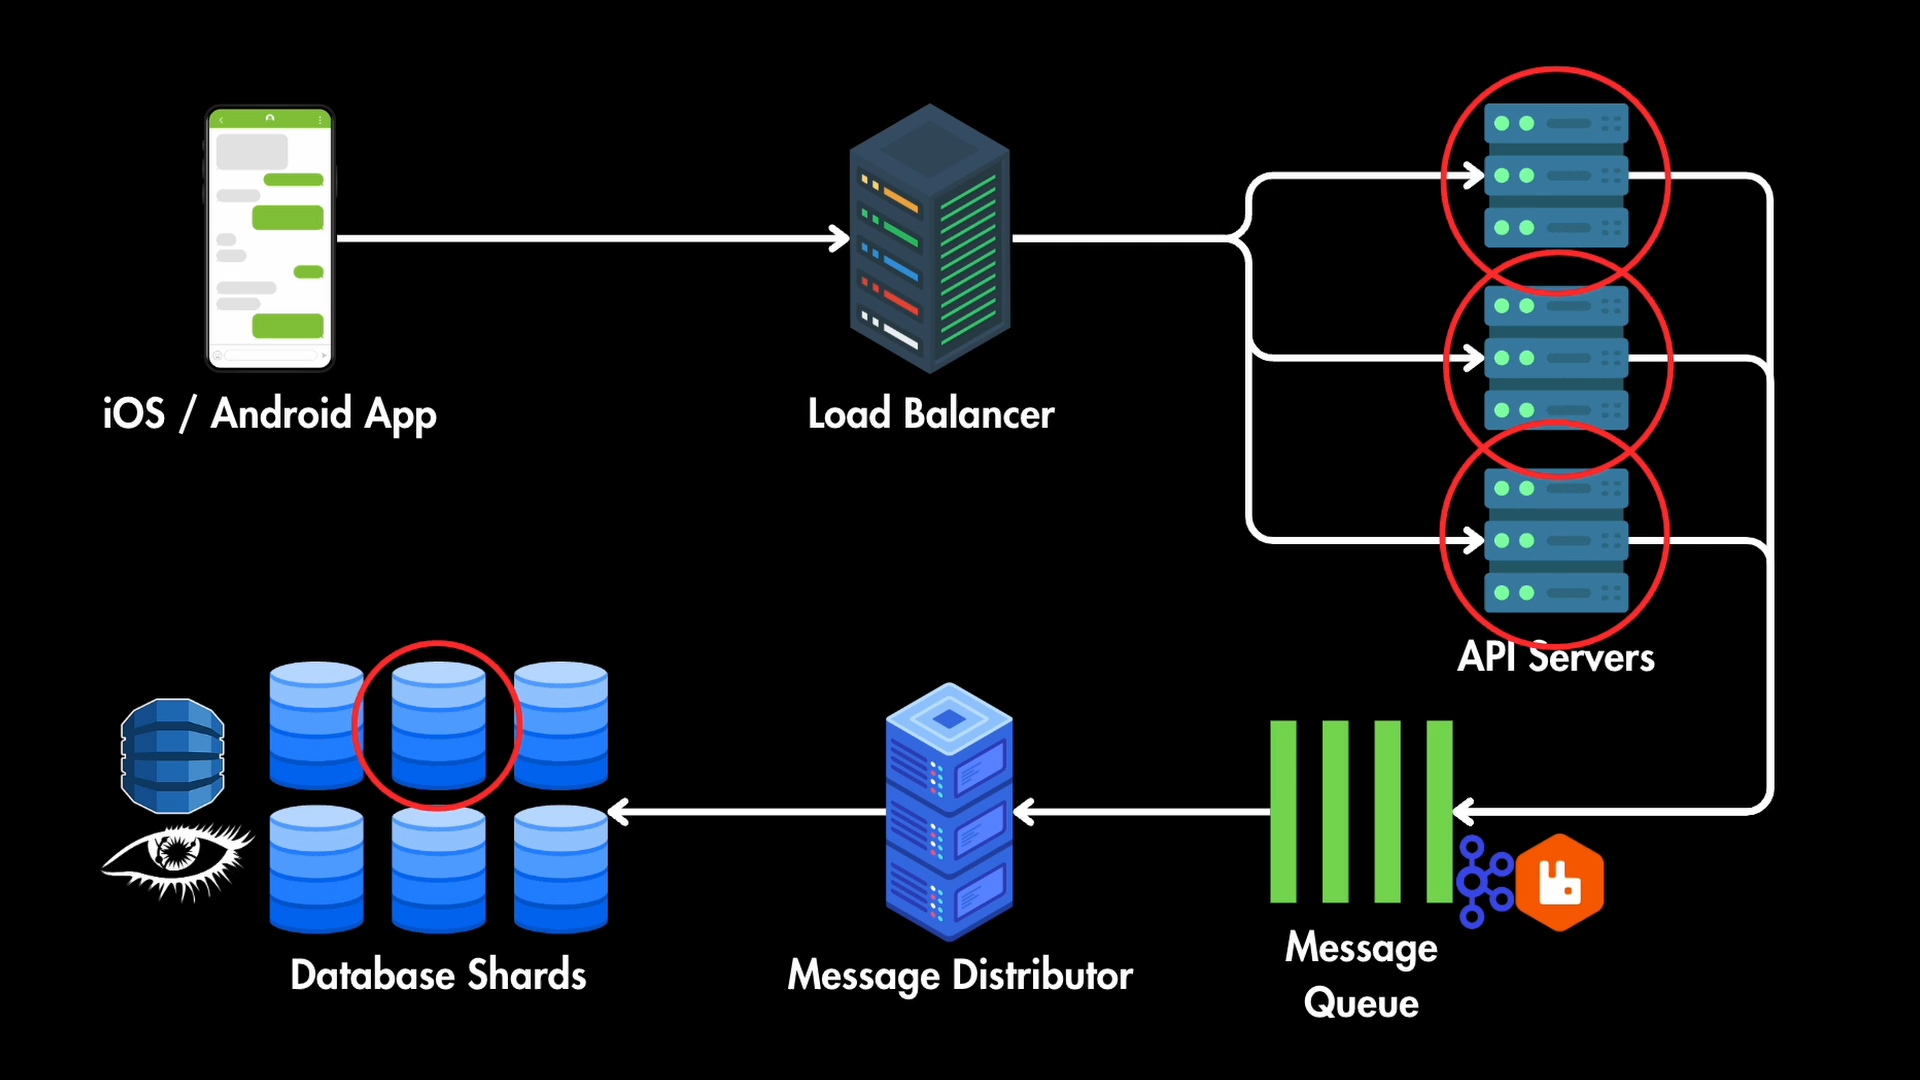 iOS / Android App
Load Balancer
API Servers
Database Shards
Message Distributor
Message
Queue